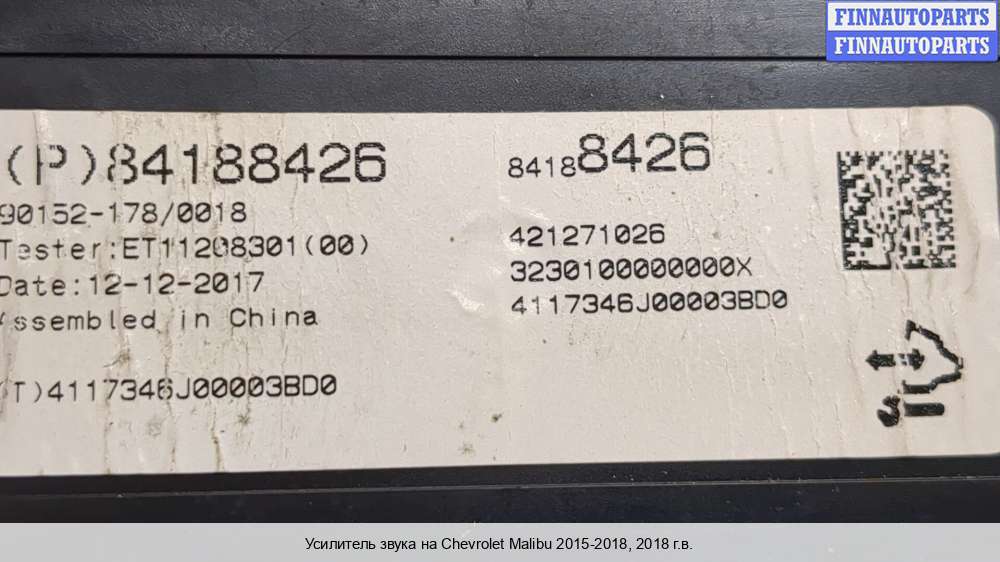 FINNAUTOPARTS
FINNAUTOPARTS
(P)84188426
90152-178/0018
Tester:ET11208301(00)
Date:12-12-2017
Assembled in China
(T)4117346J00003BD0
84188426
421271026
3230100000000X
4117346J00003BD0
Усилитель звука на Chevrolet Malibu 2015-2018, 2018 г.в.